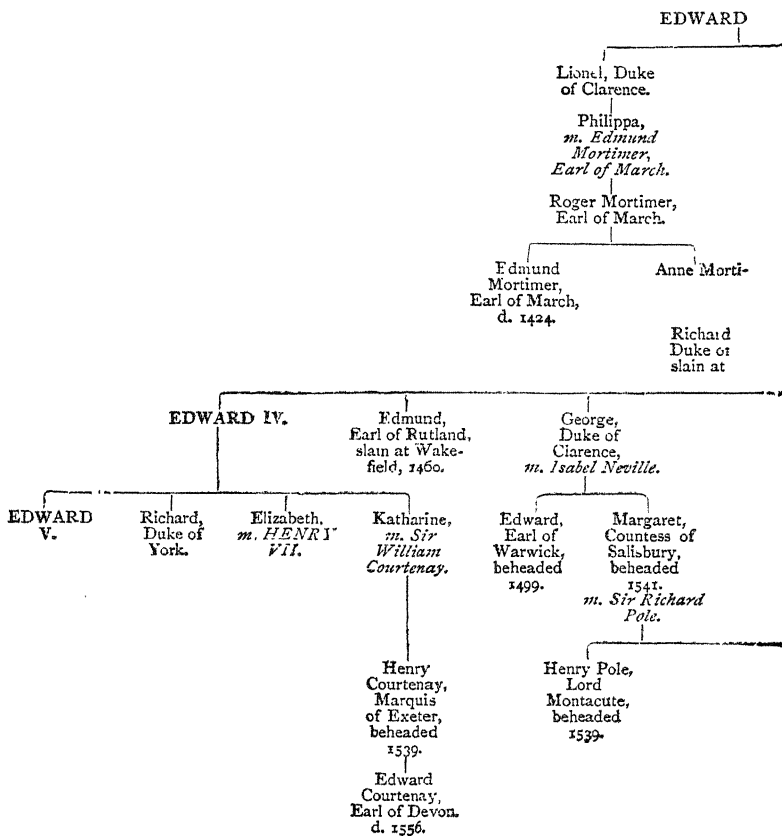 EDWARD
Lionel, Duke
of Clarence.
Philippa,
m. Edmund
Mortimer,
Earl of March.
Roger Mortimer,
Earl of March.
Edmund
Mortimer,
Earl of March,
d. 1424.
Anne Morti-
Richard
Duke of
slain at
EDWARD IV.
Edmund,
Earl of Rutland,
slain at Wake-
field, 1460.
George,
Duke of
Clarence,
m. Isabel Neville.
EDWARD
V.
Richard,
Duke of
York.
Elizabeth,
m. HENRY
VII.
Katharine,
m. Sir
William
Courtenay.
Edward,
Earl of
Warwick,
beheaded
1499.
Margaret,
Countess of
Salisbury,
beheaded
1541.
m. Sir Richard
Pole.
Henry
Courtenay,
Marquis
of Exeter,
beheaded
1539.
Henry Pole,
Lord
Montacute,
beheaded
1539.
Edward
Courtenay,
Earl of Devon.
d. 1556.